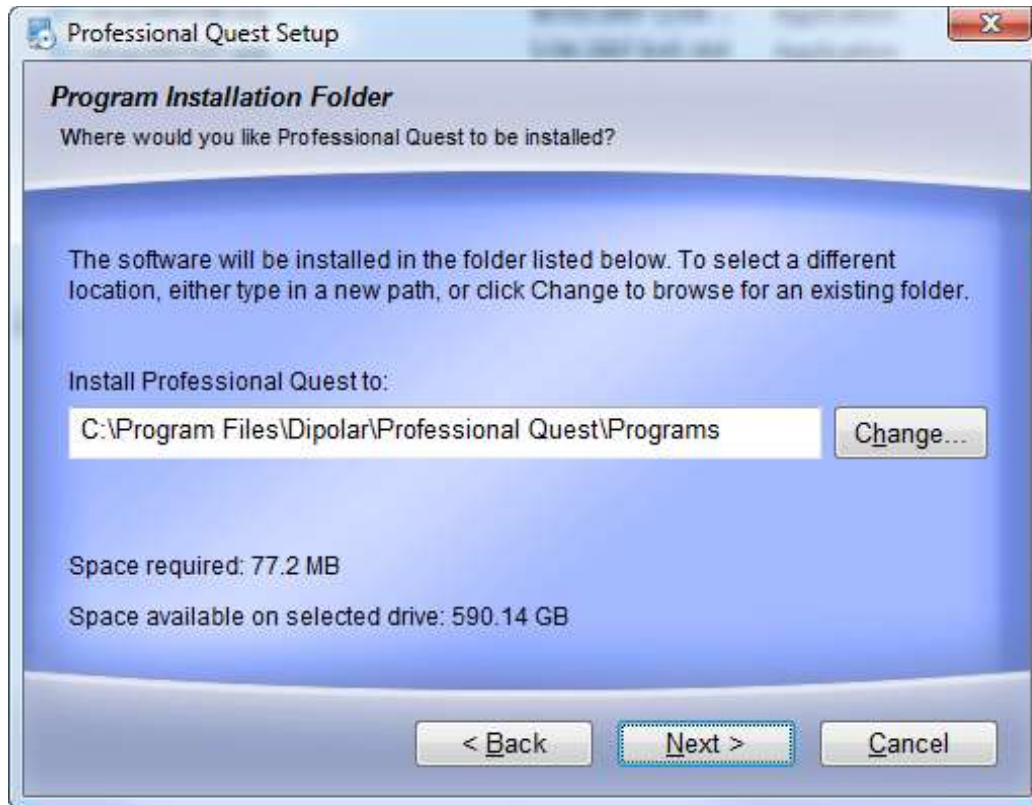 Professional Quest Setup
Program Installation Folder
Where would you like Professional Quest to be installed?
The software will be installed in the folder listed below. To select a different
location, either type in a new path, or click Change to browse for an existing folder.
Install Professional Quest to:
C:\Program Files\Dipolar\Professional Quest\Programs
Change...
Space required: 77.2 MB
Space available on selected drive: 590.14 GB
< Back
Next >
Cancel